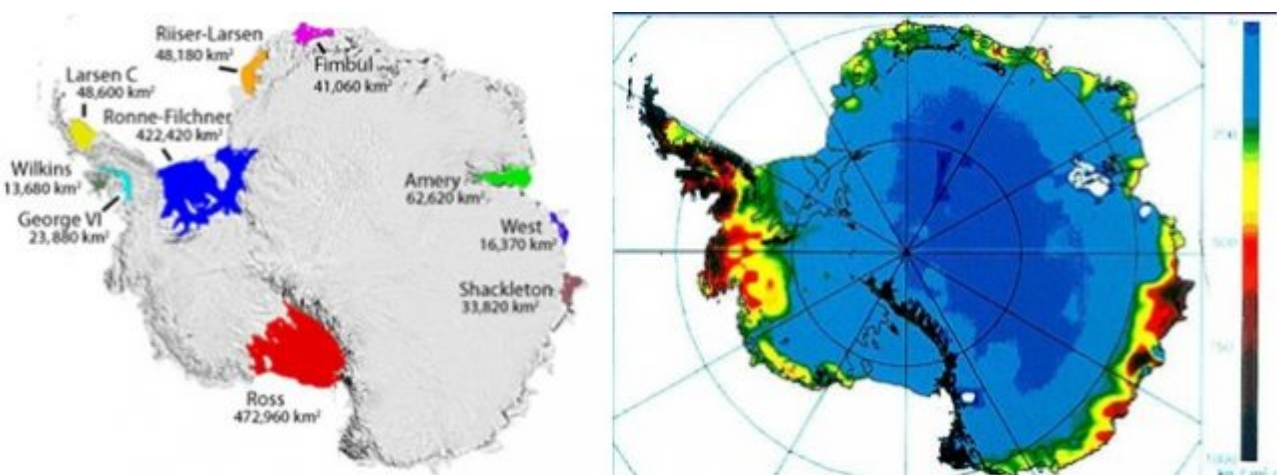 Riiser-Larsen
48,180 km²
Fimbul
41,060 km²
Larsen C
48,600 km²
Ronne-Filchner
422,420 km²
Wilkins
13,680 km²
George VI
23,880 km²
Amery
62,620 km²
West
16,370 km²
Shackleton
33,820 km²
Ross
472,960 km²